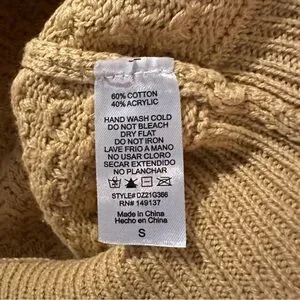 60% COTTON
40% ACRYLIC
HAND WASH COLD
DO NOT BLEACH
DRY FLAT
DO NOT IRON
LAVE FRIO A MANO
NO USAR CLORO
SECAR EXTENDIDO
NO PLANCHAR
STYLE# DZ21G366
RN# 149137
Made in China
Hecho en China
S